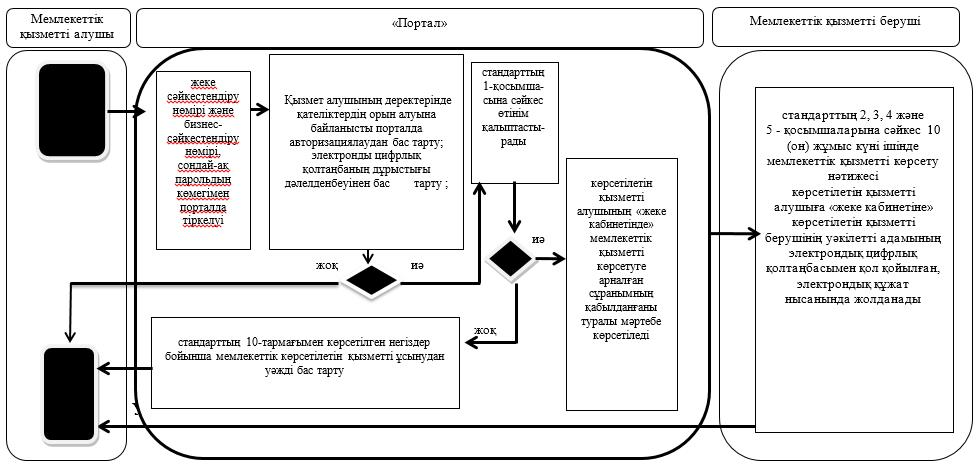 Мемлекеттік
қызметті алушы
«Портал»
Мемлекеттік қызметті беруші
жеке
сәйкестендіру
нөмірі және
бизнес-
сәйкестендіру
нөмірі,
сондай-ақ
парольдың
көмегімен
порталда
тіркелуі
Қызмет алушының деректерінде
қателіктердің орын алуына
байланысты порталда
авторизациялаудан бас тарту;
электронды цифрлық
қолтаңбаның дұрыстығы
дәлелденбеуінен бас тарту ;
стандарттың
1-қосымша-
сына сәйкес
өтінім
қалыптасты-
рады
көрсетілетін
қызметті
алушының «жеке
кабинетінде»
мемлекеттік
қызметті
көрсетуге
арналған
сұранымның
қабылданғаны
туралы мәртебе
көрсетіледі
стандарттың 2, 3, 4 және
5 - қосымшаларына сәйкес 10
(он) жұмыс күні ішінде
мемлекеттік қызметті көрсету
нәтижесі
көрсетілетін қызметті
алушыға «жеке кабинетіне»
көрсетілетін қызметті
берушінің уәкілетті адамының
электрондық цифрлық
қолтаңбасымен қол қойылған,
электрондық құжат
нысанында жолданады
жоқ
иә
иә
жоқ
стандарттың 10-тармағымен көрсетілген негіздер
бойынша мемлекеттік көрсетілетін қызметті ұсынудан
уәжді бас тарту